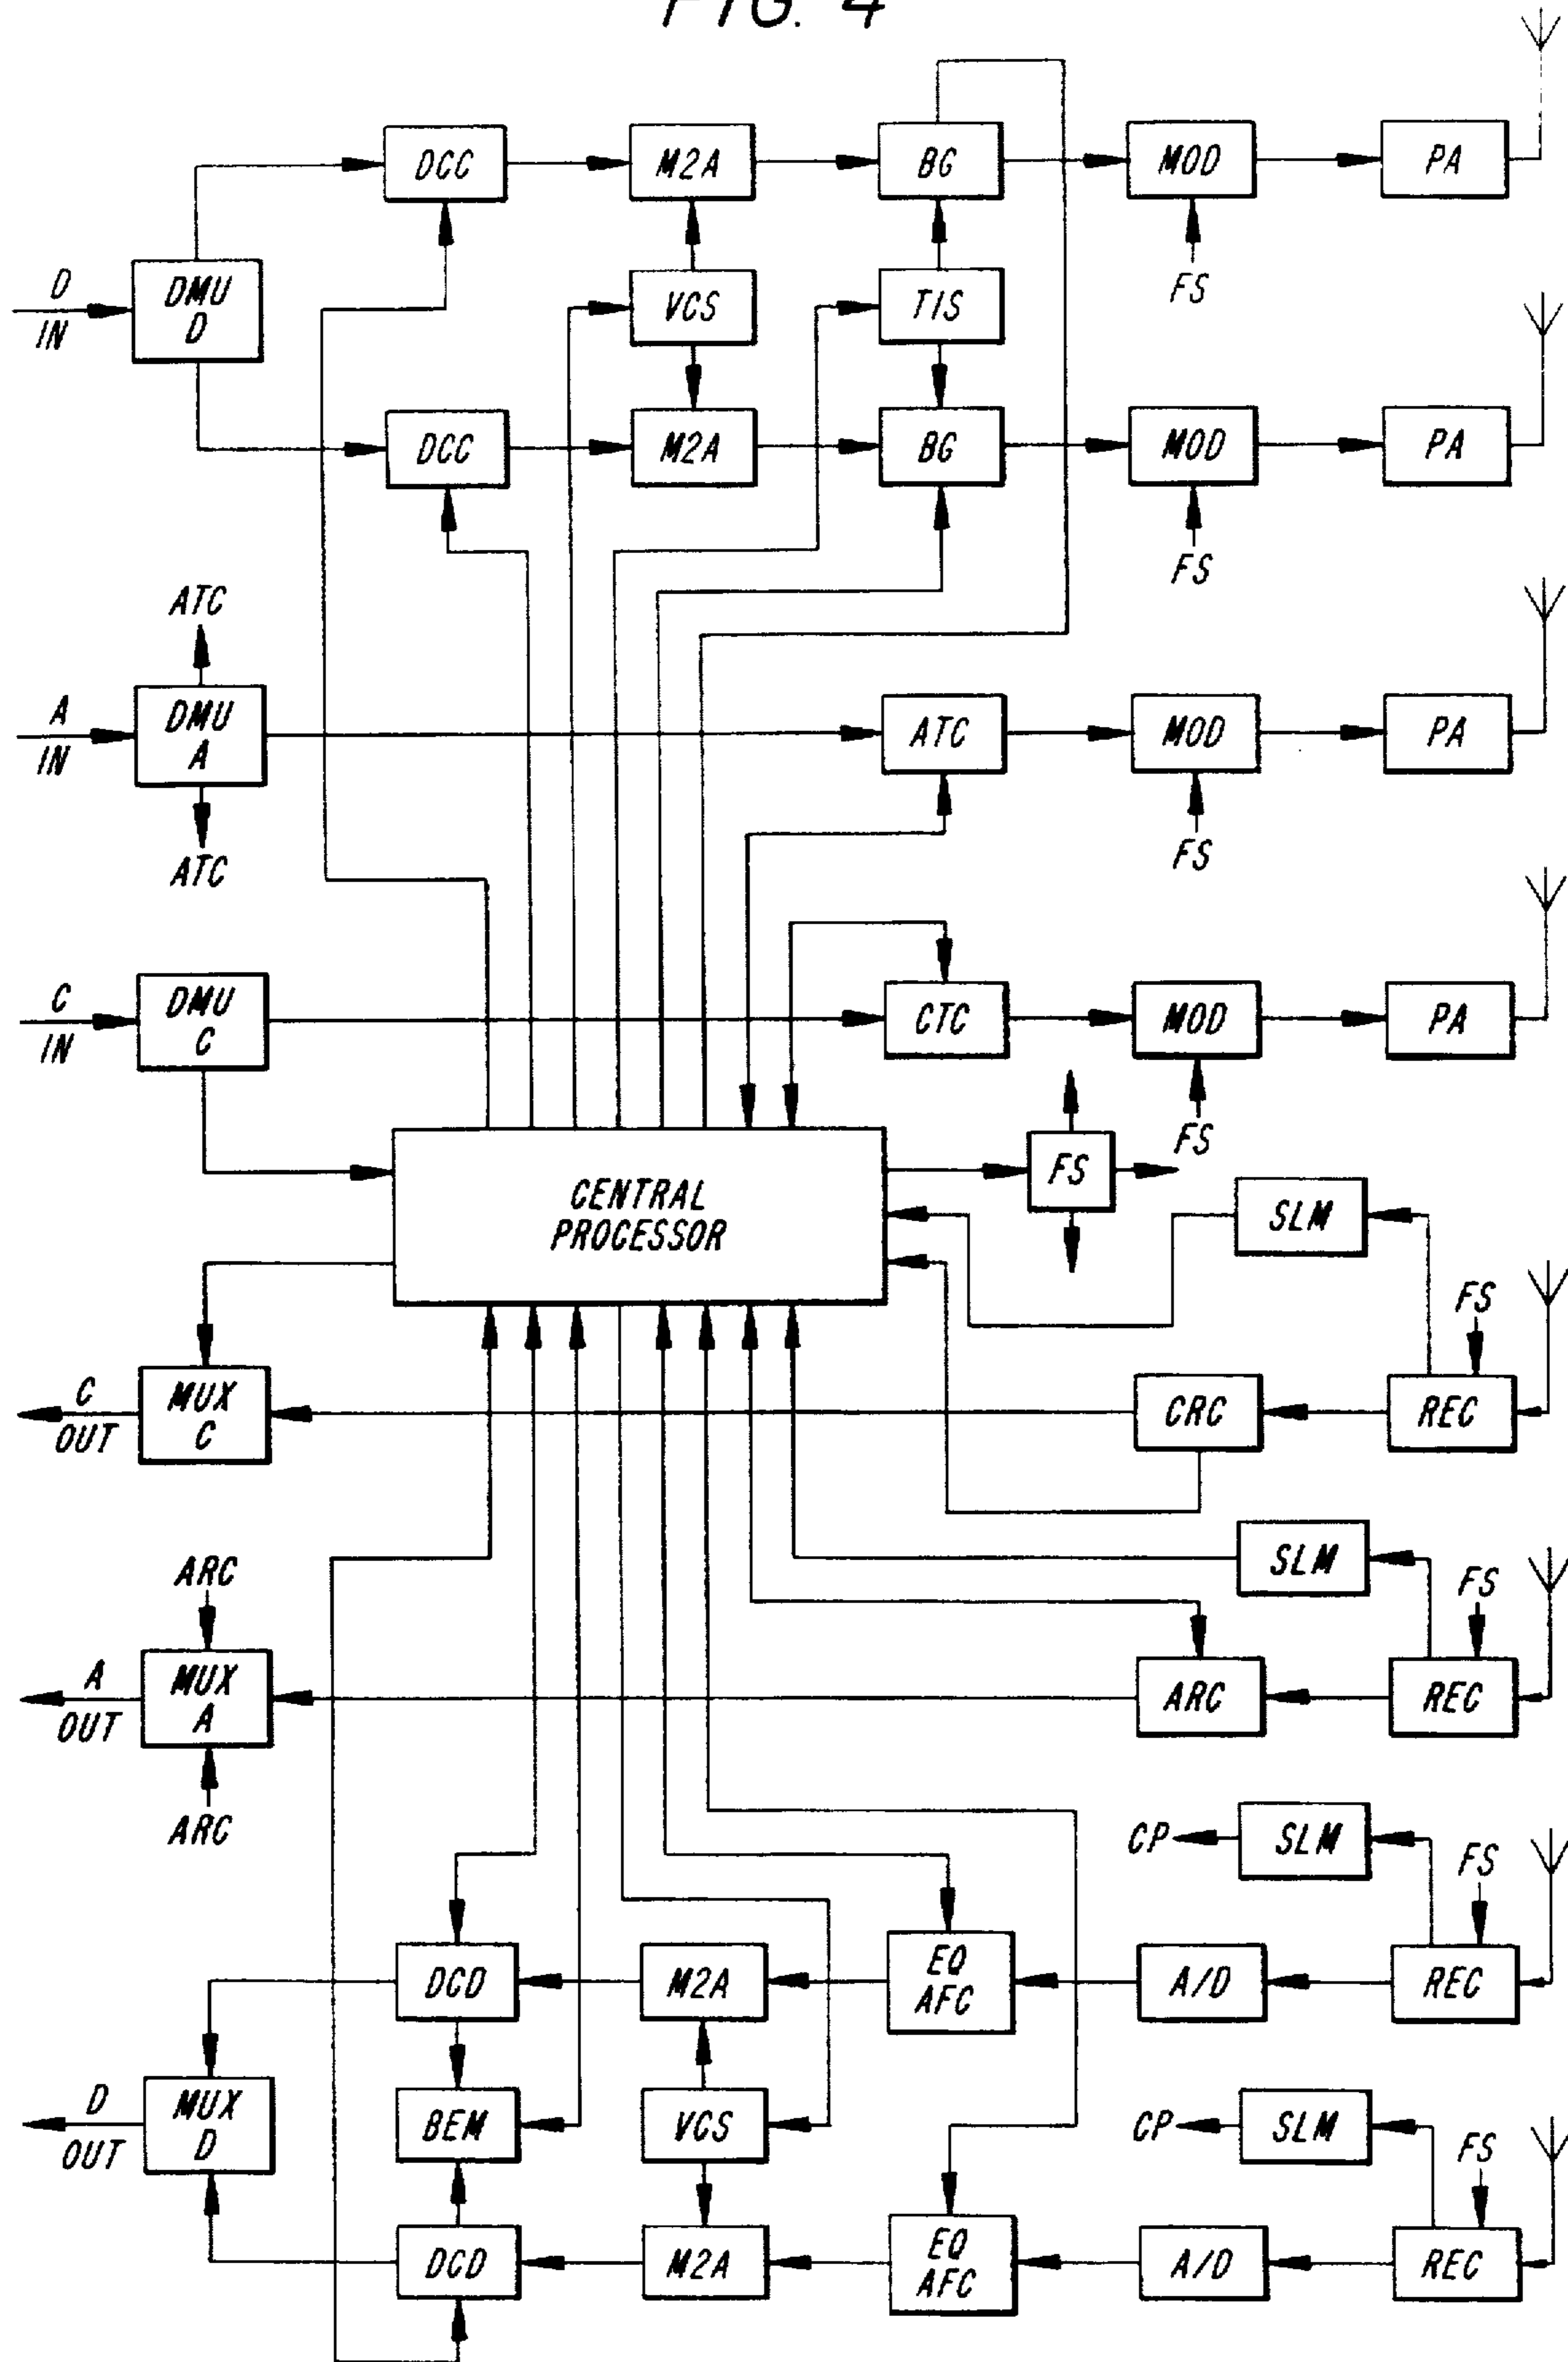 FIG. 4
DCC
M2A
BG
MOD
PA
D
IN
DMU
D
VCS
TIS
FS
DCC
M2A
BG
MOD
PA
FS
ATC
A
IN
DMU
A
ATC
MOD
PA
ATC
FS
C
IN
DMU
C
CTC
MOD
PA
FS
CENTRAL
PROCESSOR
FS
SLM
FS
C
OUT
MUX
C
CRC
REC
ARC
SLM
FS
A
OUT
MUX
A
ARC
REC
ARC
CP
SLM
FS
DCD
M2A
EQ
AFC
A/D
REC
D
OUT
MUX
D
BEM
VCS
CP
SLM
FS
DCD
M2A
EQ
AFC
A/D
REC